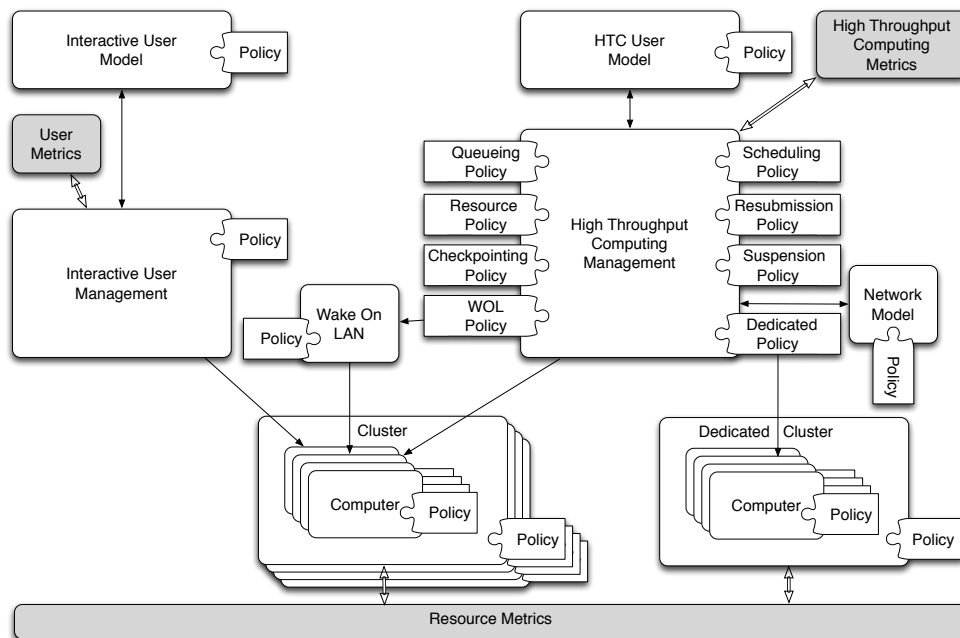 Interactive User
Model
Policy
HTC User
Model
Policy
High Throughput
Computing
Metrics
User
Metrics
Queueing
Policy
Scheduling
Policy
Resource
Policy
High Throughput
Computing
Management
Resubmission
Policy
Checkpointing
Policy
Suspension
Policy
WOL
Policy
Dedicated
Policy
Interactive User
Management
Policy
Wake On
LAN
Policy
Network
Model
Policy
Cluster
Computer
Policy
Policy
Dedicated Cluster
Computer
Policy
Policy
Resource Metrics